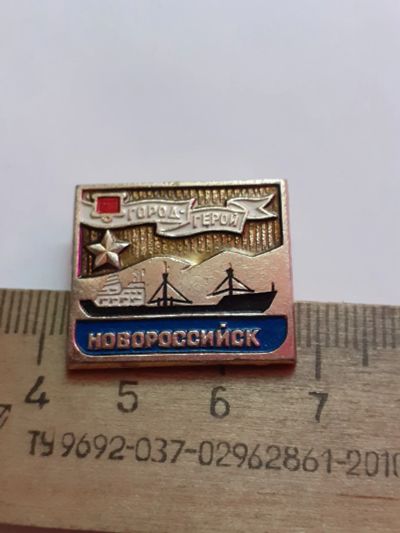 ГОРОД-
ГЕРОЙ
НОВОРОССИЙСК
4 5 6 7
ТУ 9692-037-02962861-2010